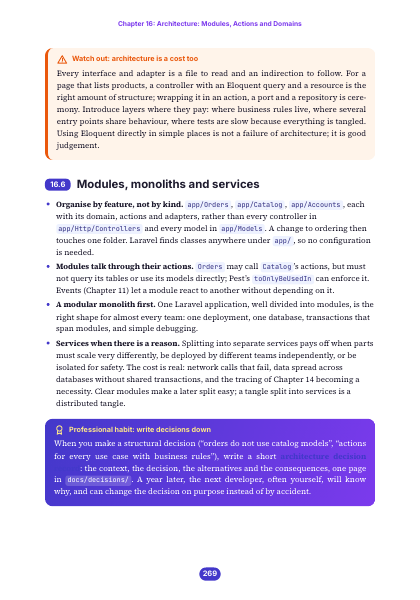 Chapter 16: Architecture: Modules, Actions and Domains
Watch out: architecture is a cost too
Every interface and adapter is a file to read and an indirection to follow. For a
page that lists products, a controller with an Eloquent query and a resource is the
right amount of structure; wrapping it in an action, a port and a repository is cere-
mony. Introduce layers where they pay: where business rules live, where several
entry points share behaviour, where tests are slow because everything is tangled.
Using Eloquent directly in simple places is not a failure of architecture; it is good
judgement.
16.6 Modules, monoliths and services
• Organise by feature, not by kind. app/Orders, app/Catalog, app/Accounts, each
with its domain, actions and adapters, rather than every controller in
app/Http/Controllers and every model in app/Models. A change to ordering then
touches one folder. Laravel finds classes anywhere under app/, so no configuration
is needed.
• Modules talk through their actions. Orders may call Catalog's actions, but must
not query its tables or use its models directly; Pest's toOnlyBeUsedIn can enforce it.
Events (Chapter 11) let a module react to another without depending on it.
• A modular monolith first. One Laravel application, well divided into modules, is the
right shape for almost every team: one deployment, one database, transactions that
span modules, and simple debugging.
• Services when there is a reason. Splitting into separate services pays off when parts
must scale very differently, be deployed by different teams independently, or be
isolated for safety. The cost is real: network calls that fail, data spread across
databases without shared transactions, and the tracing of Chapter 14 becoming a
necessity. Clear modules make a later split easy; a tangle split into services is a
distributed tangle.
Professional habit: write decisions down
When you make a structural decision ("orders do not use catalog models", "actions
for every use case with business rules"), write a short architecture decision
: the context, the decision, the alternatives and the consequences, one page
in docs/decisions/. A year later, the next developer, often yourself, will know
why, and can change the decision on purpose instead of by accident.
269